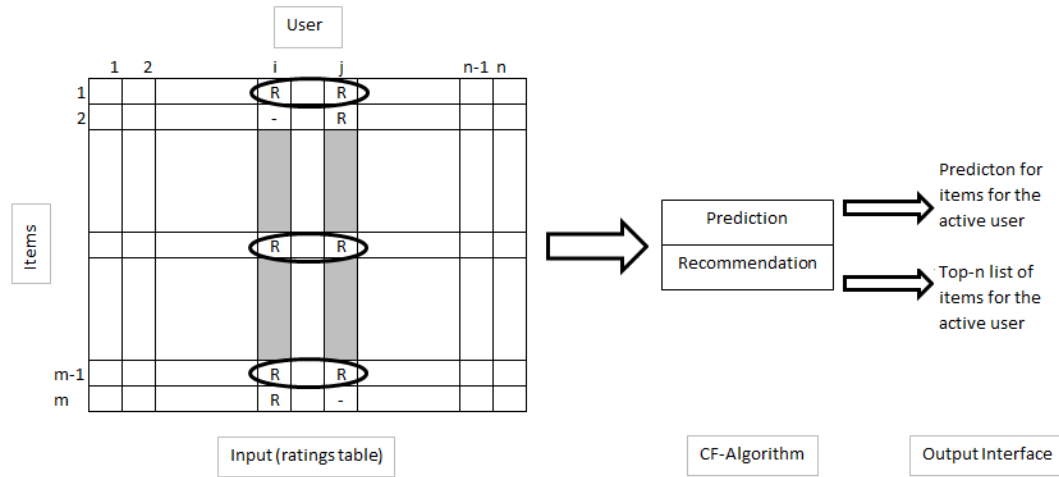 User
1 2 i j n-1 n
1 R R
2 - R
Items
R R
m-1 R R
m R -
Input (ratings table)
Prediction
Recommendation
CF-Algorithm
Predicton for
items for the
active user
Top-n list of
items for the
active user
Output Interface